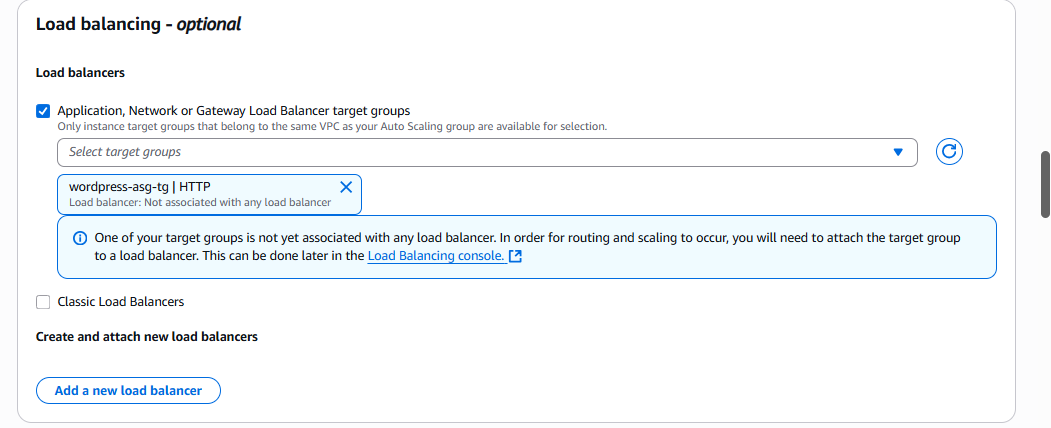 Load balancing - optional
Load balancers
Application, Network or Gateway Load Balancer target groups
Only instance target groups that belong to the same VPC as your Auto Scaling group are available for selection.
Select target groups
wordpress-asg-tg | HTTP
Load balancer: Not associated with any load balancer
One of your target groups is not yet associated with any load balancer. In order for routing and scaling to occur, you will need to attach the target group
to a load balancer. This can be done later in the Load Balancing console.
Classic Load Balancers
Create and attach new load balancers
Add a new load balancer